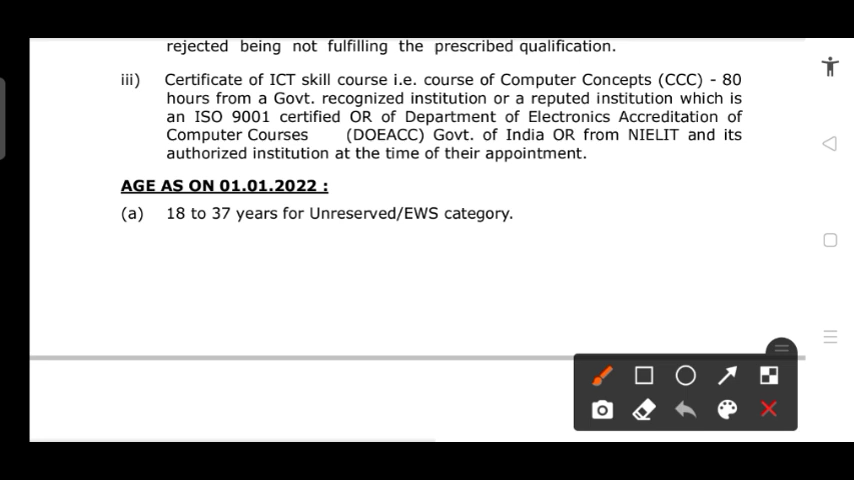 rejected being not fulfilling the prescribed qualification.
iii) Certificate of ICT skill course i.e. course of Computer Concepts (CCC) - 80
hours from a Govt. recognized institution or a reputed institution which is
an ISO 9001 certified OR of Department of Electronics Accreditation of
Computer Courses (DOEACC) Govt. of India OR from NIELIT and its
authorized institution at the time of their appointment.
AGE AS ON 01.01.2022 :
(a) 18 to 37 years for Unreserved/EWS category.